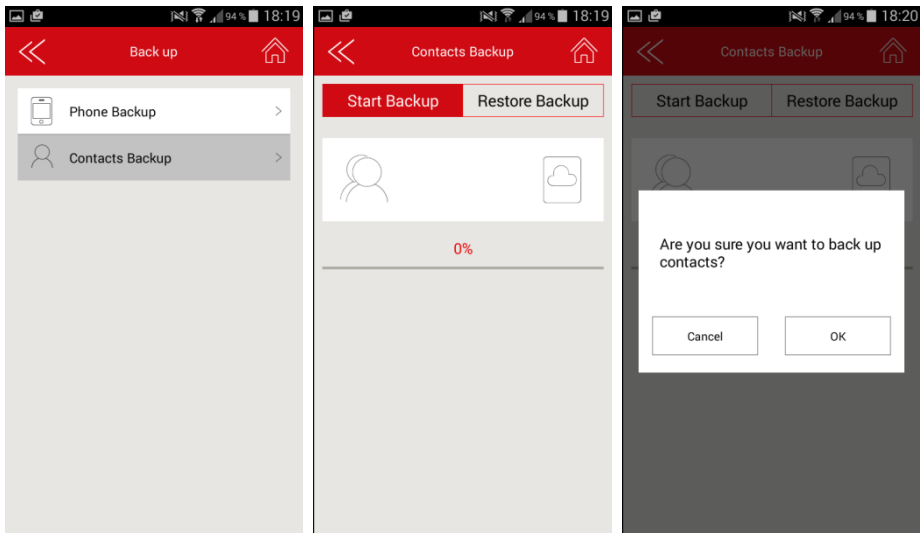 94 % 18:19
Back up
Phone Backup
Contacts Backup
94 % 18:19
Contacts Backup
Start Backup Restore Backup
0%
94 % 18:20
Contacts Backup
Start Backup Restore Backup
Are you sure you want to back up
contacts?
Cancel OK